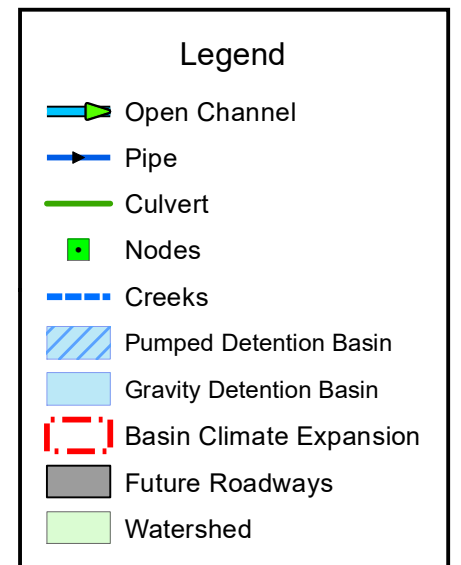 Legend
Open Channel
Pipe
Culvert
Nodes
Creeks
Pumped Detention Basin
Gravity Detention Basin
Basin Climate Expansion
Future Roadways
Watershed